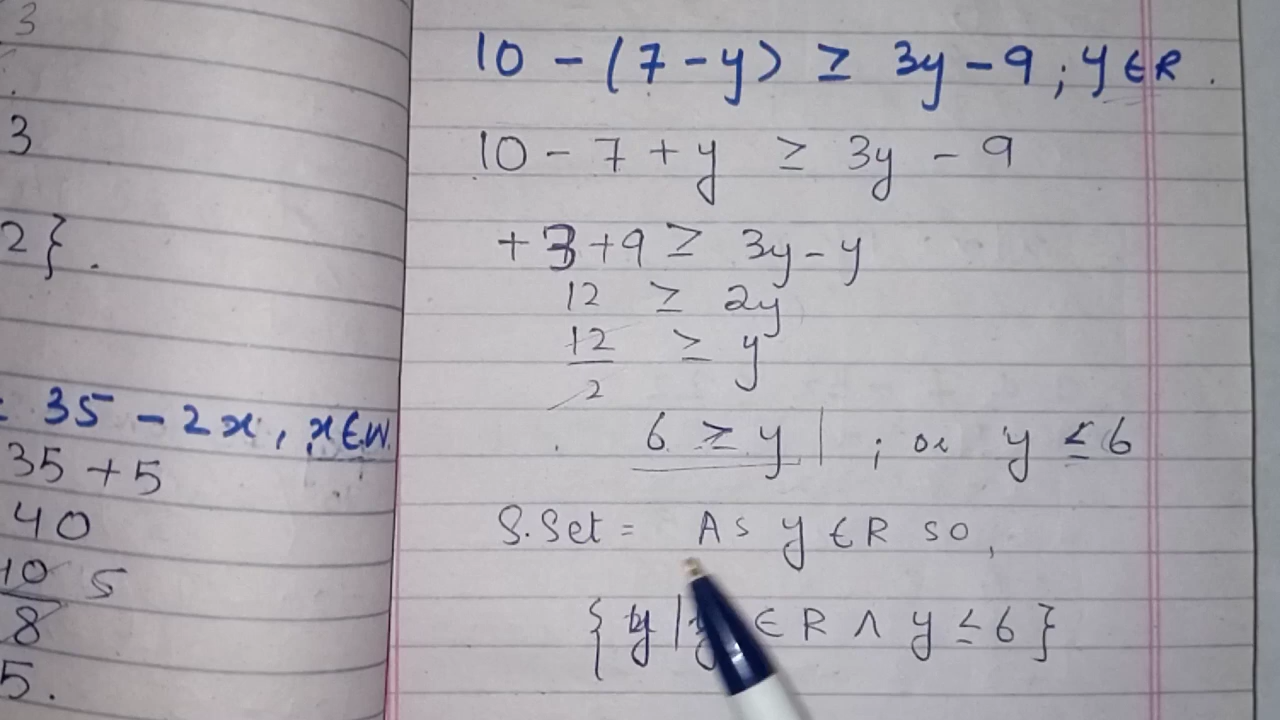 3
3
2}.
= 35 - 2x, x∈W.
35 + 5
40
40 5
8
5.
10 - (7 - y) ≥ 3y - 9 ; y ∈ R .
10 - 7 + y ≥ 3y - 9
+ 3 + 9 ≥ 3y - y
12 ≥ 2y
12 ≥ y
2
6 ≥ y | ; or y ≤ 6
S.Set = As y ∈ R so,
{ y | y ∈ R ∧ y ≤ 6 }